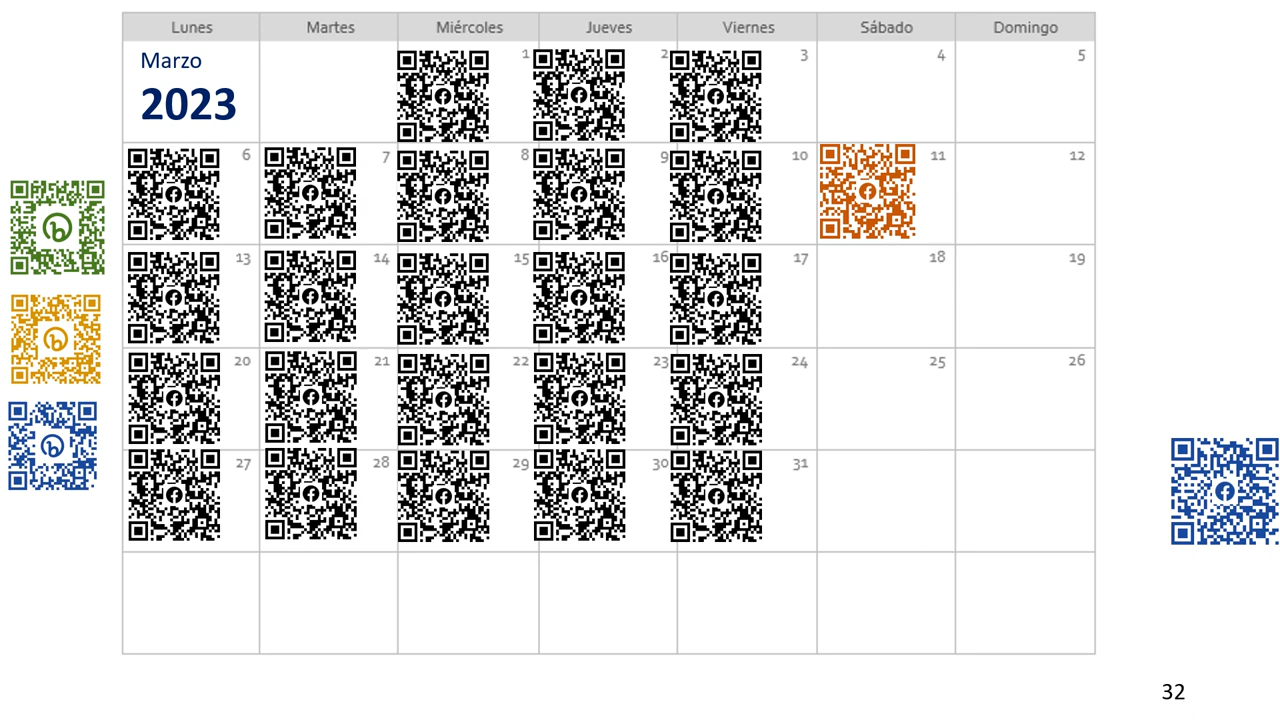 Lunes Martes Miércoles Jueves Viernes Sábado Domingo
Marzo
2023
1 2 3 4 5
6 7 8 9 10 11 12
13 14 15 16 17 18 19
20 21 22 23 24 25 26
27 28 29 30 31
32